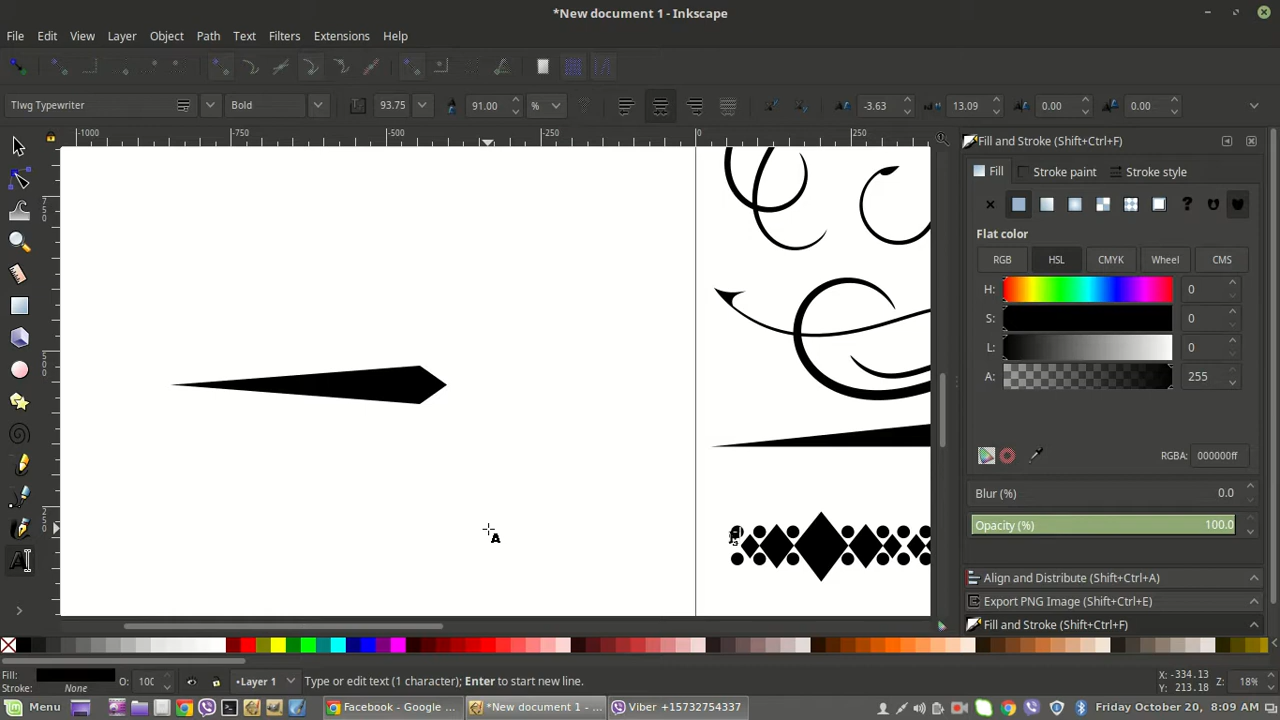 *New document 1 - Inkscape
File Edit View Layer Object Path Text Filters Extensions Help
Tlwg Typewriter Bold 93.75 91.00 % -3.63 13.09 0.00 0.00
-1000 -750 -500 -250 0 250
Fill and Stroke (Shift+Ctrl+F)
Fill Stroke paint Stroke style
?
Flat color
RGB HSL CMYK Wheel CMS
H: 0
S: 0
L: 0
A: 255
RGBA: 000000ff
Blur (%) 0.0
Opacity (%) 100.0
Align and Distribute (Shift+Ctrl+A)
Export PNG Image (Shift+Ctrl+E)
Fill and Stroke (Shift+Ctrl+F)
750
500
250
A
Fill:
Stroke: None
O: 100
•Layer 1
Type or edit text (1 character); Enter to start new line.
X: -334.13
Y: 213.18
Z: 18%
Menu
Facebook - Google ...
*New document 1 - ...
Viber +15732754337
Friday October 20, 8:09 AM